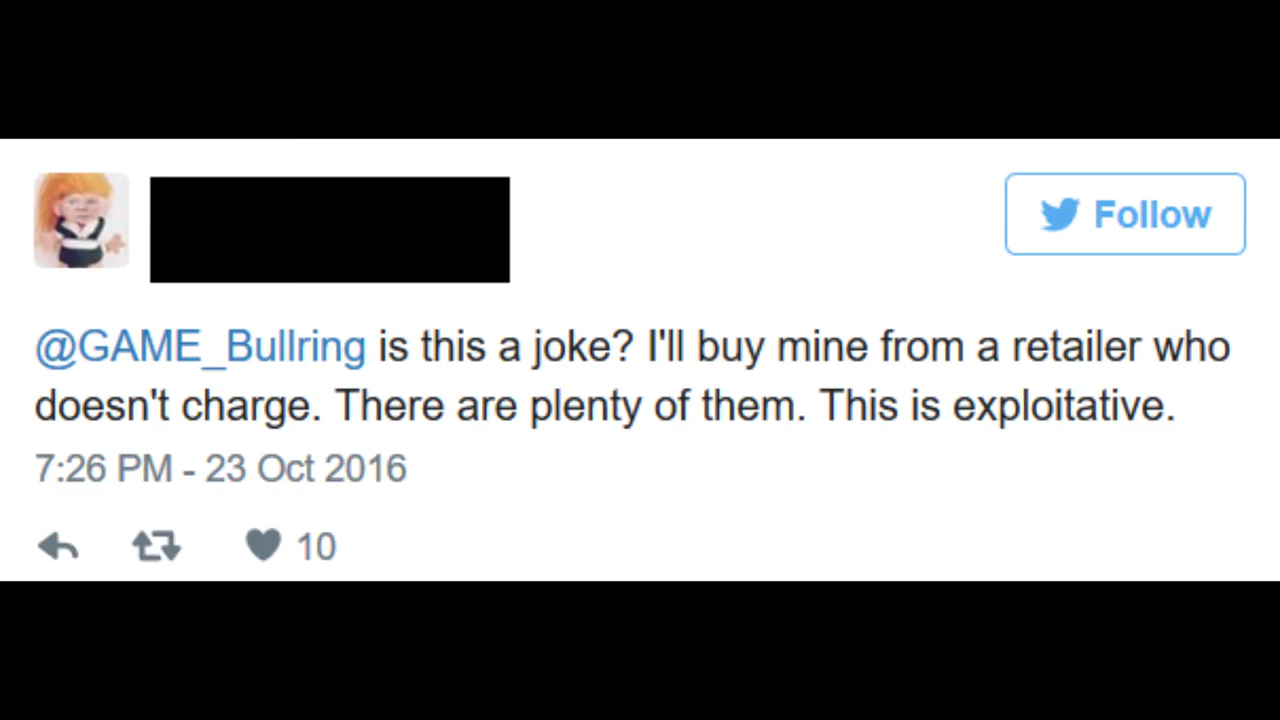 Follow
@GAME_Bullring is this a joke? I'll buy mine from a retailer who
doesn't charge. There are plenty of them. This is exploitative.
7:26 PM - 23 Oct 2016
10